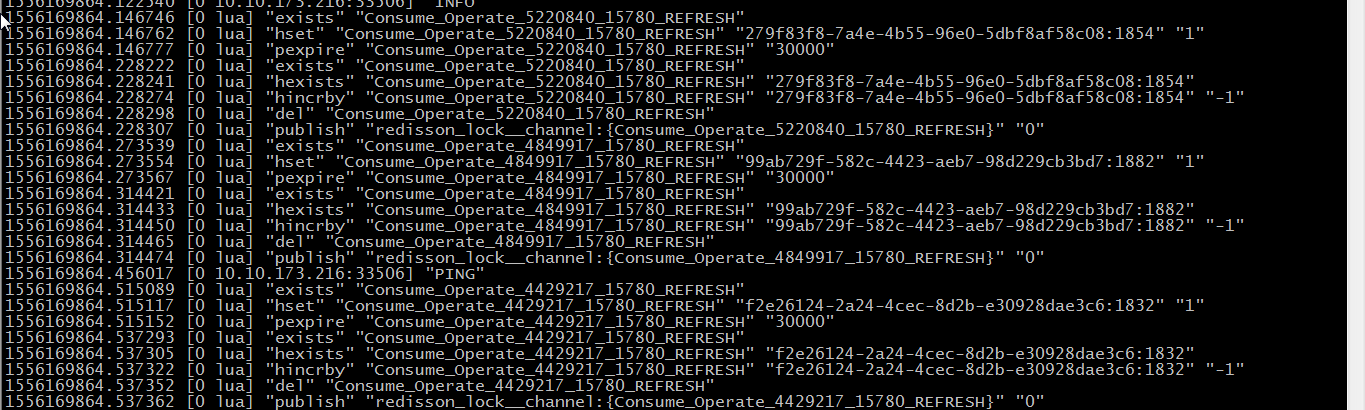 1556169864.122540 [0 10.10.173.216:33506] "INFO"
1556169864.146746 [0 lua] "exists" "Consume_Operate_5220840_15780_REFRESH"
1556169864.146762 [0 lua] "hset" "Consume_Operate_5220840_15780_REFRESH" "279f83f8-7a4e-4b55-96e0-5dbf8af58c08:1854" "1"
1556169864.146777 [0 lua] "pexpire" "Consume_Operate_5220840_15780_REFRESH" "30000"
1556169864.228222 [0 lua] "exists" "Consume_Operate_5220840_15780_REFRESH"
1556169864.228241 [0 lua] "hexists" "Consume_Operate_5220840_15780_REFRESH" "279f83f8-7a4e-4b55-96e0-5dbf8af58c08:1854"
1556169864.228274 [0 lua] "hincrby" "Consume_Operate_5220840_15780_REFRESH" "279f83f8-7a4e-4b55-96e0-5dbf8af58c08:1854" "-1"
1556169864.228298 [0 lua] "del" "Consume_Operate_5220840_15780_REFRESH"
1556169864.228307 [0 lua] "publish" "redisson_lock__channel:{Consume_Operate_5220840_15780_REFRESH}" "0"
1556169864.273539 [0 lua] "exists" "Consume_Operate_4849917_15780_REFRESH"
1556169864.273554 [0 lua] "hset" "Consume_Operate_4849917_15780_REFRESH" "99ab729f-582c-4423-aeb7-98d229cb3bd7:1882" "1"
1556169864.273567 [0 lua] "pexpire" "Consume_Operate_4849917_15780_REFRESH" "30000"
1556169864.314421 [0 lua] "exists" "Consume_Operate_4849917_15780_REFRESH"
1556169864.314433 [0 lua] "hexists" "Consume_Operate_4849917_15780_REFRESH" "99ab729f-582c-4423-aeb7-98d229cb3bd7:1882"
1556169864.314450 [0 lua] "hincrby" "Consume_Operate_4849917_15780_REFRESH" "99ab729f-582c-4423-aeb7-98d229cb3bd7:1882" "-1"
1556169864.314465 [0 lua] "del" "Consume_Operate_4849917_15780_REFRESH"
1556169864.314474 [0 lua] "publish" "redisson_lock__channel:{Consume_Operate_4849917_15780_REFRESH}" "0"
1556169864.456017 [0 10.10.173.216:33506] "PING"
1556169864.515089 [0 lua] "exists" "Consume_Operate_4429217_15780_REFRESH"
1556169864.515117 [0 lua] "hset" "Consume_Operate_4429217_15780_REFRESH" "f2e26124-2a24-4cec-8d2b-e30928dae3c6:1832" "1"
1556169864.515152 [0 lua] "pexpire" "Consume_Operate_4429217_15780_REFRESH" "30000"
1556169864.537293 [0 lua] "exists" "Consume_Operate_4429217_15780_REFRESH"
1556169864.537305 [0 lua] "hexists" "Consume_Operate_4429217_15780_REFRESH" "f2e26124-2a24-4cec-8d2b-e30928dae3c6:1832"
1556169864.537322 [0 lua] "hincrby" "Consume_Operate_4429217_15780_REFRESH" "f2e26124-2a24-4cec-8d2b-e30928dae3c6:1832" "-1"
1556169864.537352 [0 lua] "del" "Consume_Operate_4429217_15780_REFRESH"
1556169864.537362 [0 lua] "publish" "redisson_lock__channel:{Consume_Operate_4429217_15780_REFRESH}" "0"